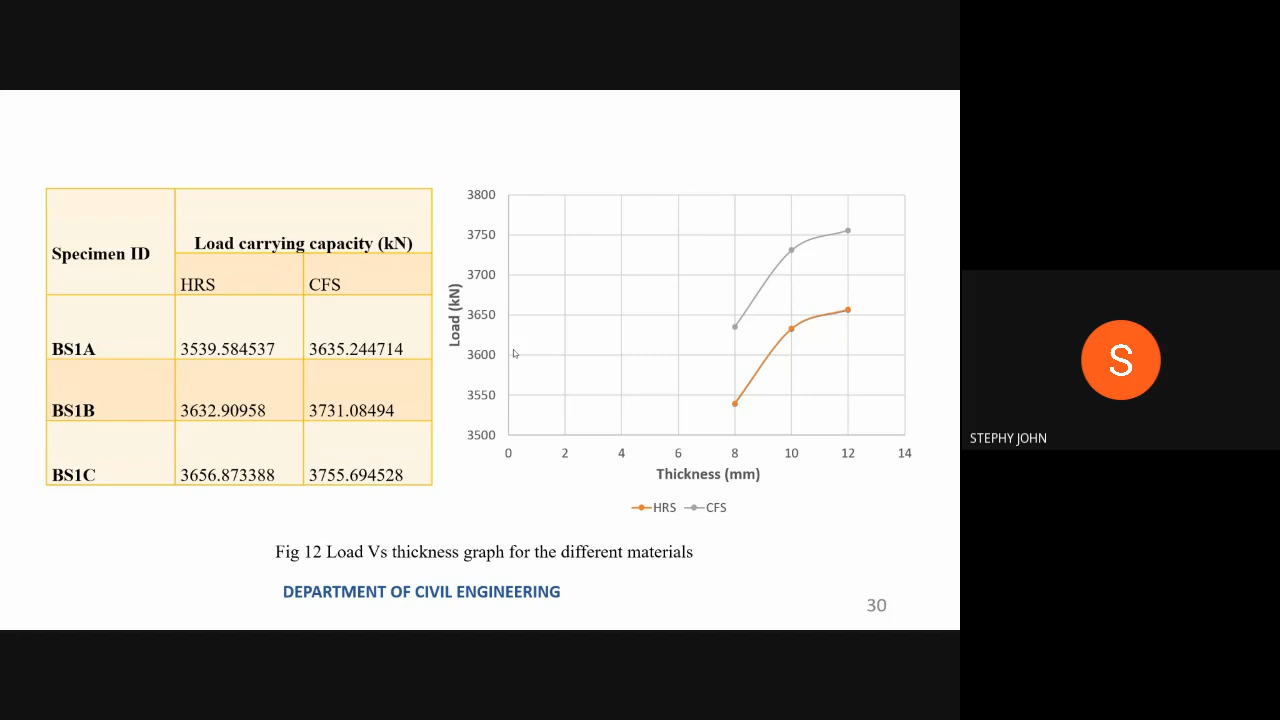 Specimen ID
Load carrying capacity (kN)
HRS CFS
BS1A 3539.584537 3635.244714
BS1B 3632.90958 3731.08494
BS1C 3656.873388 3755.694528
3800
3750
3700
3650
3600
3550
3500
Load (kN)
0 2 4 6 8 10 12 14
Thickness (mm)
HRS CFS
Fig 12 Load Vs thickness graph for the different materials
DEPARTMENT OF CIVIL ENGINEERING
30
S
STEPHY JOHN